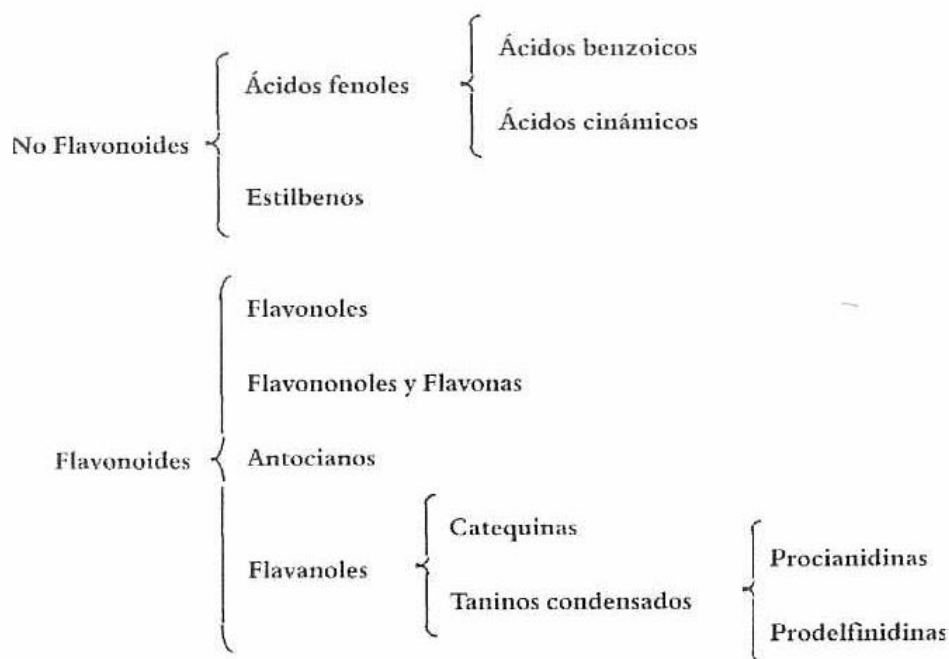 Ácidos benzoicos
Ácidos fenoles
Ácidos cinámicos
No Flavonoides
Estilbenos
Flavonoles
Flavononoles y Flavonas
Flavonoides
Antocianos
Catequinas
Flavanoles
Procianidinas
Taninos condensados
Prodelfinidinas